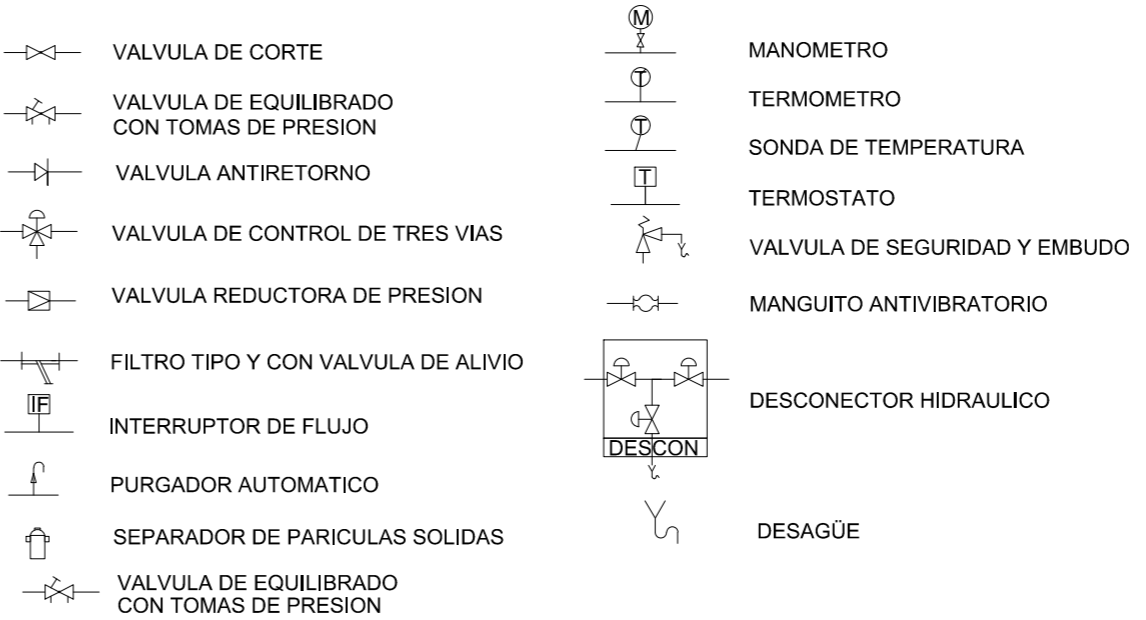 VALVULA DE CORTE
VALVULA DE EQUILIBRADO
CON TOMAS DE PRESION
VALVULA ANTIRETORNO
VALVULA DE CONTROL DE TRES VIAS
VALVULA REDUCTORA DE PRESION
FILTRO TIPO Y CON VALVULA DE ALIVIO
IF
INTERRUPTOR DE FLUJO
PURGADOR AUTOMATICO
SEPARADOR DE PARICULAS SOLIDAS
VALVULA DE EQUILIBRADO
CON TOMAS DE PRESION
M
MANOMETRO
T
TERMOMETRO
T
SONDA DE TEMPERATURA
T
TERMOSTATO
VALVULA DE SEGURIDAD Y EMBUDO
MANGUITO ANTIVIBRATORIO
DESCONECTOR HIDRAULICO
DESCON
DESAGÜE